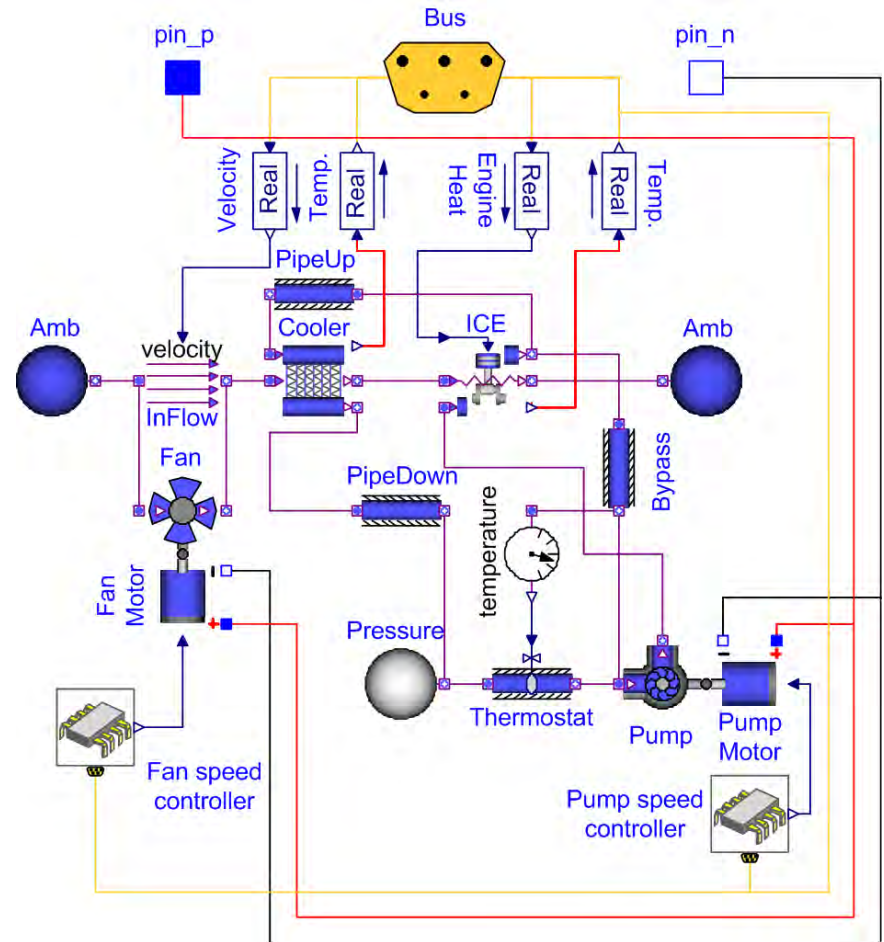 Bus
pin_p
pin_n
Velocity
Real
Temp.
Real
Engine
Heat
Real
Real
Temp.
PipeUp
Amb
velocity
Cooler
ICE
Amb
InFlow
Fan
PipeDown
Bypass
temperature
Fan
Motor
-
+
Pressure
-
+
Thermostat
Pump
Pump
Motor
Fan speed
controller
Pump speed
controller